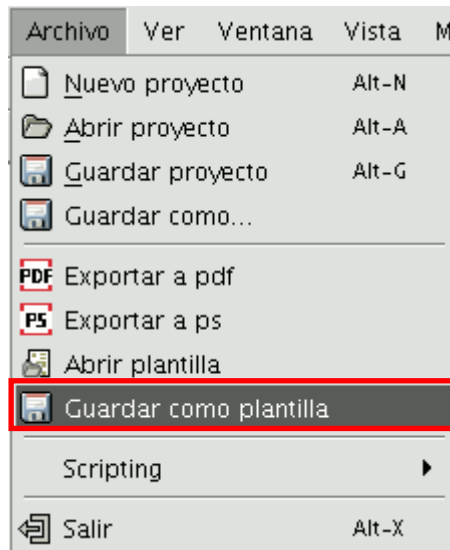 Archivo Ver Ventana Vista M
Nuevo proyecto Alt-N
Abrir proyecto Alt-A
Guardar proyecto Alt-G
Guardar como...
PDF Exportar a pdf
PS Exportar a ps
Abrir plantilla
Guardar como plantilla
Scripting
Salir Alt-X